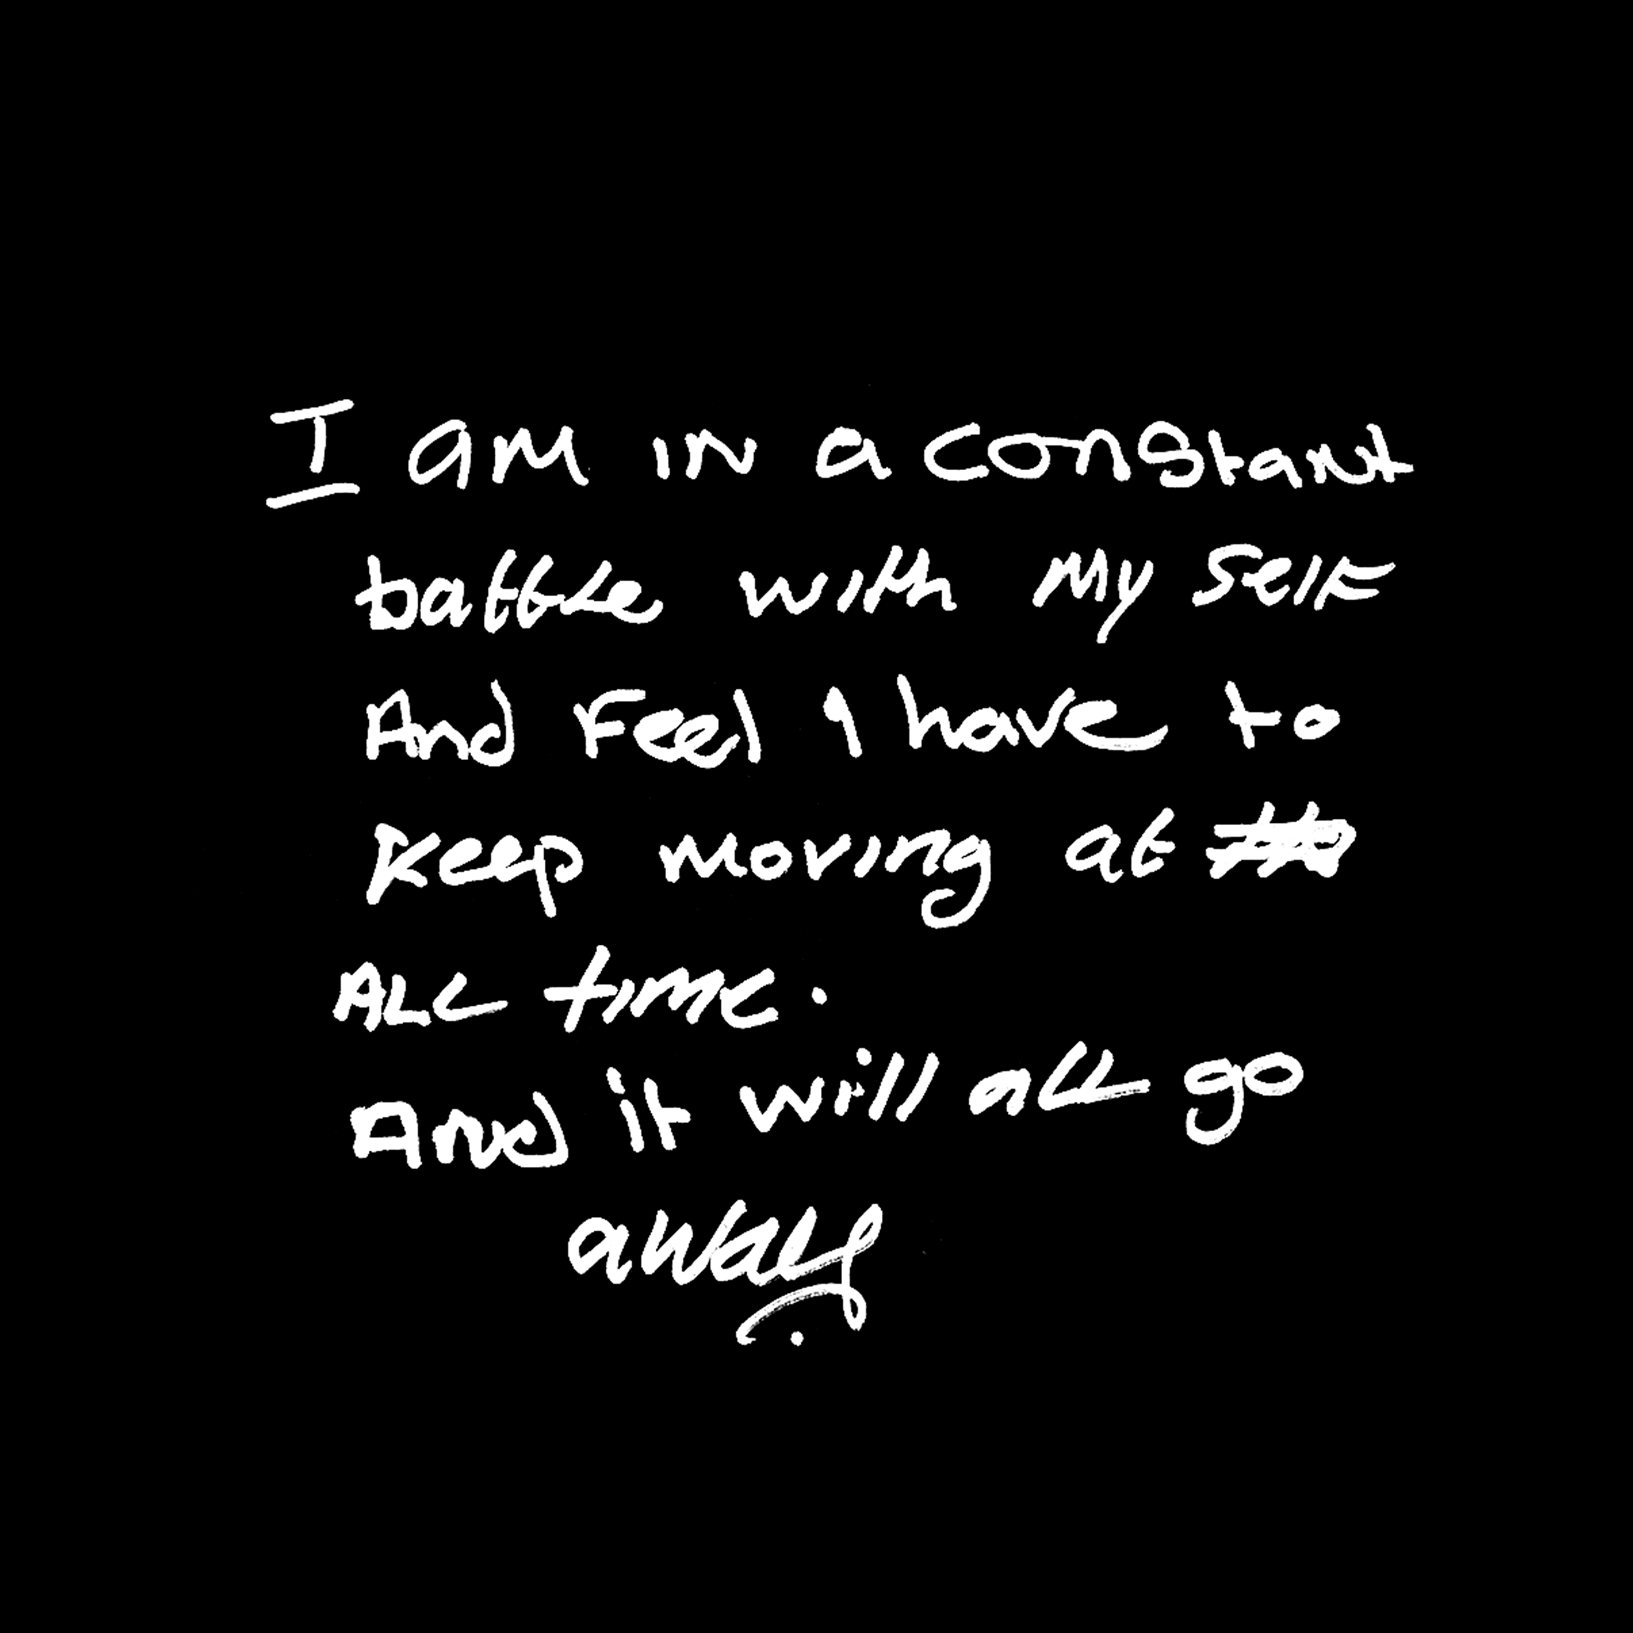 I am in a constant
battle with my self
And Feel I have to
Keep moving at
ALL time.
And it will all go
away